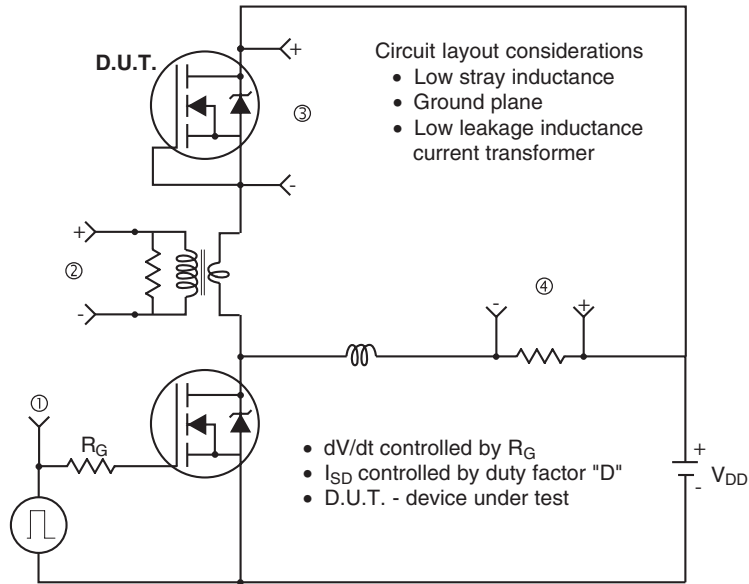 D.U.T.
+
③
-
Circuit layout considerations
• Low stray inductance
• Ground plane
• Low leakage inductance
current transformer
+
②
-
-
④
+
①
R_G
• dV/dt controlled by R_G
• I_SD controlled by duty factor "D"
• D.U.T. - device under test
+
V_DD
-